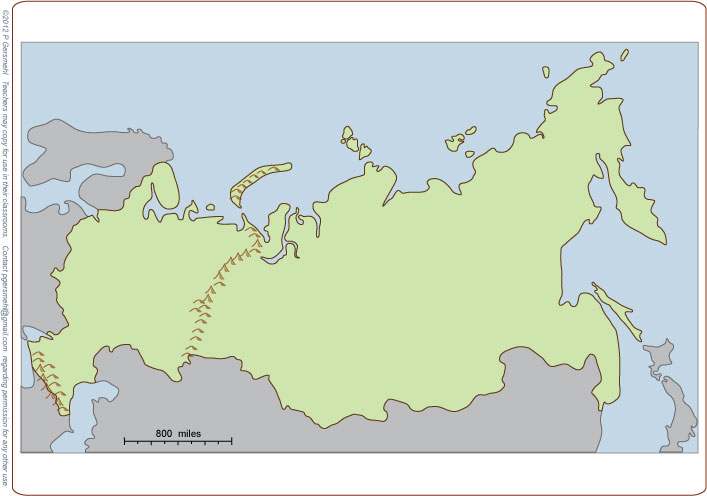 ©2012 P Gersmehl Teachers may copy for use in their classrooms. Contact pgersmehl@gmail.com regarding permission for any other use.
800 miles